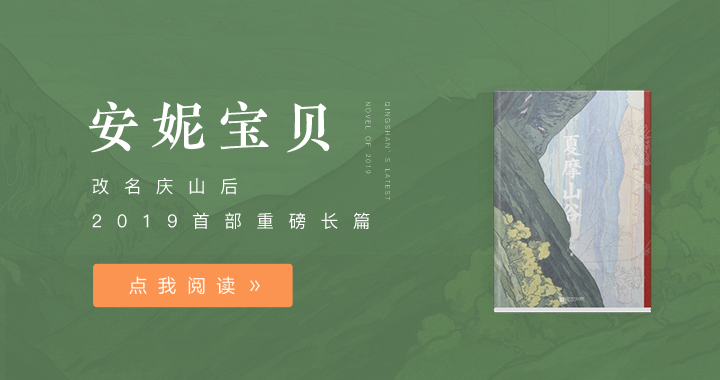 安妮宝贝
QINGSHAN'S LATEST
NOVEL OF 2019
改名庆山后
2019首部重磅长篇
点我阅读 »
夏摩山谷